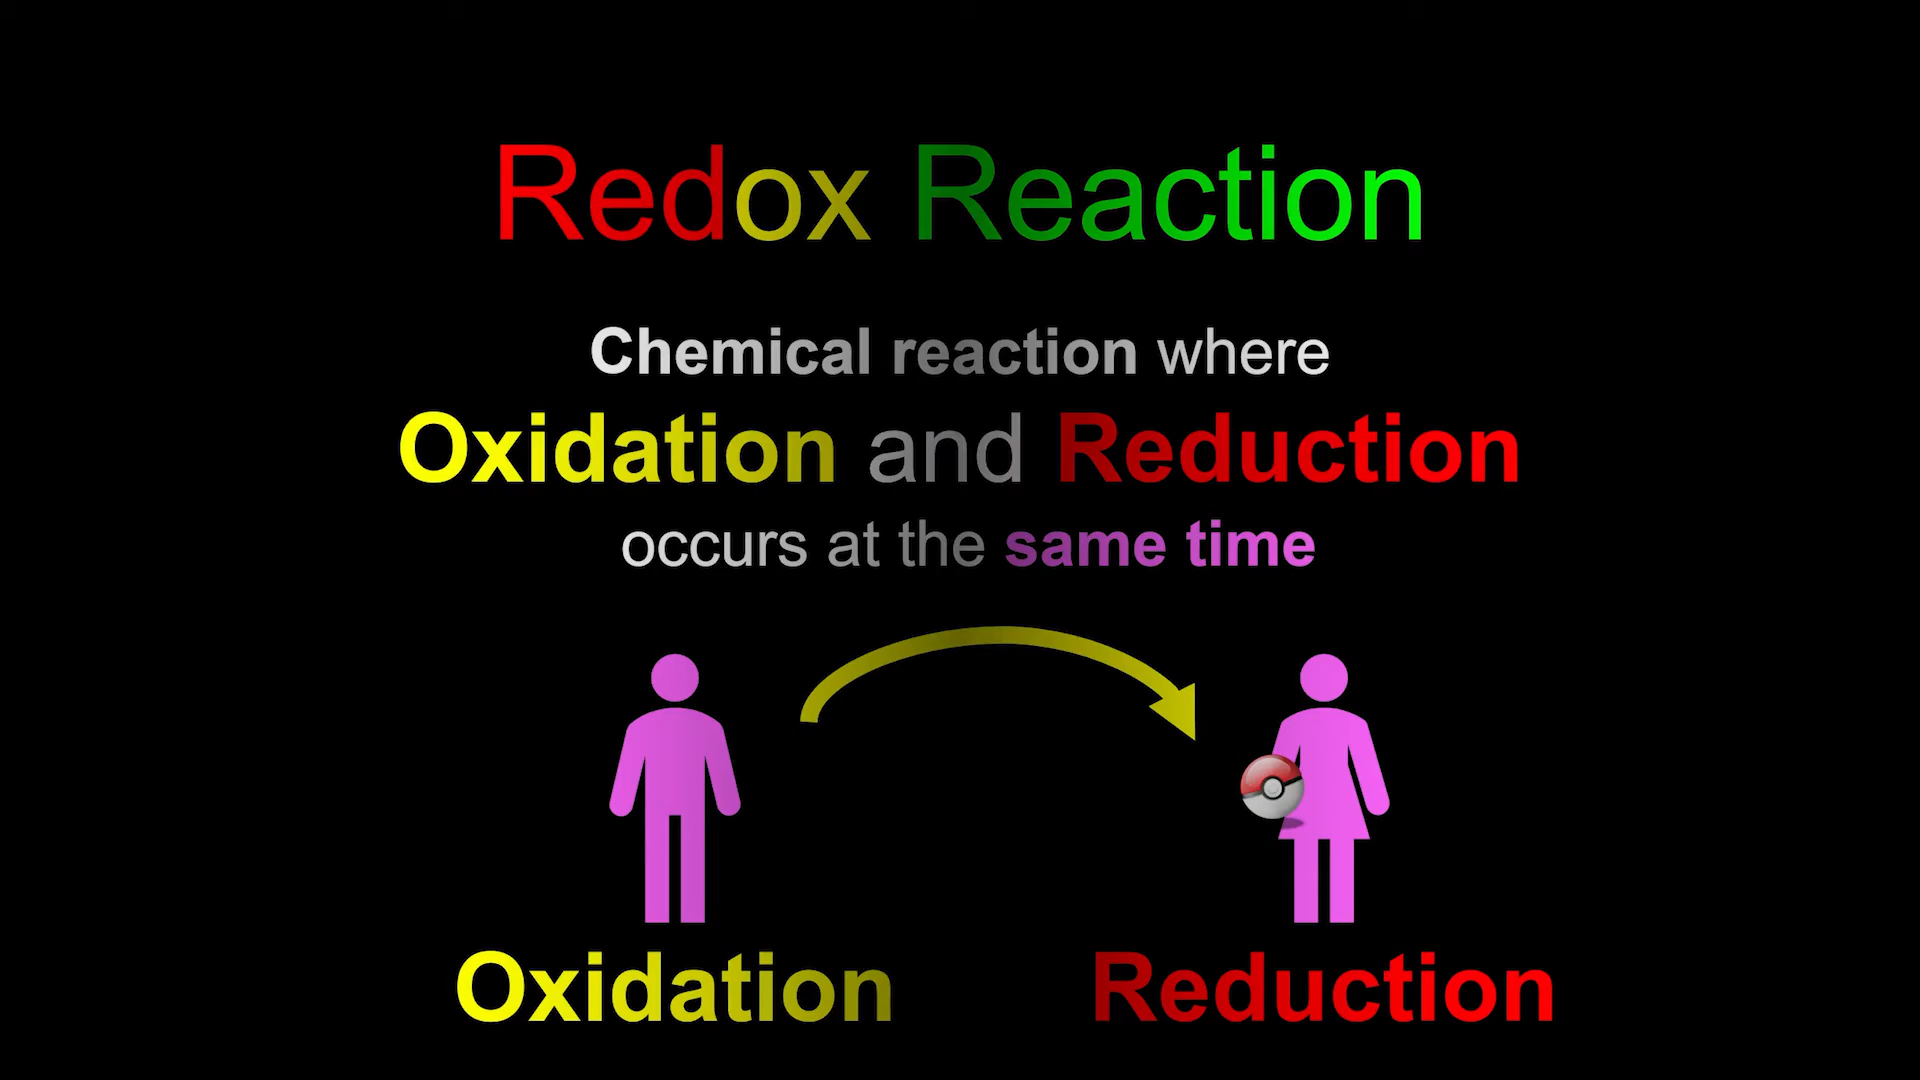 Redox Reaction
Chemical reaction where
Oxidation and Reduction
occurs at the same time
Oxidation Reduction